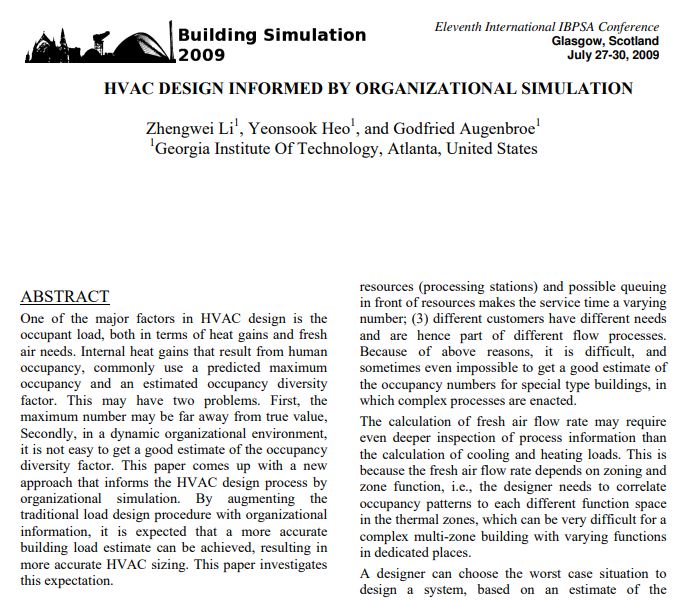 Building Simulation
2009
Eleventh International IBPSA Conference
Glasgow, Scotland
July 27-30, 2009
HVAC DESIGN INFORMED BY ORGANIZATIONAL SIMULATION
Zhengwei Li1, Yeonsook Heo1, and Godfried Augenbroe1
1Georgia Institute Of Technology, Atlanta, United States
ABSTRACT
One of the major factors in HVAC design is the
occupant load, both in terms of heat gains and fresh
air needs. Internal heat gains that result from human
occupancy, commonly use a predicted maximum
occupancy and an estimated occupancy diversity
factor. This may have two problems. First, the
maximum number may be far away from true value,
Secondly, in a dynamic organizational environment,
it is not easy to get a good estimate of the occupancy
diversity factor. This paper comes up with a new
approach that informs the HVAC design process by
organizational simulation. By augmenting the
traditional load design procedure with organizational
information, it is expected that a more accurate
building load estimate can be achieved, resulting in
more accurate HVAC sizing. This paper investigates
this expectation.
resources (processing stations) and possible queuing
in front of resources makes the service time a varying
number; (3) different customers have different needs
and are hence part of different flow processes.
Because of above reasons, it is difficult, and
sometimes even impossible to get a good estimate of
the occupancy numbers for special type buildings, in
which complex processes are enacted.
The calculation of fresh air flow rate may require
even deeper inspection of process information than
the calculation of cooling and heating loads. This is
because the fresh air flow rate depends on zoning and
zone function, i.e., the designer needs to correlate
occupancy patterns to each different function space
in the thermal zones, which can be very difficult for a
complex multi-zone building with varying functions
in dedicated places.
A designer can choose the worst case situation to
design a system, based on an estimate of the